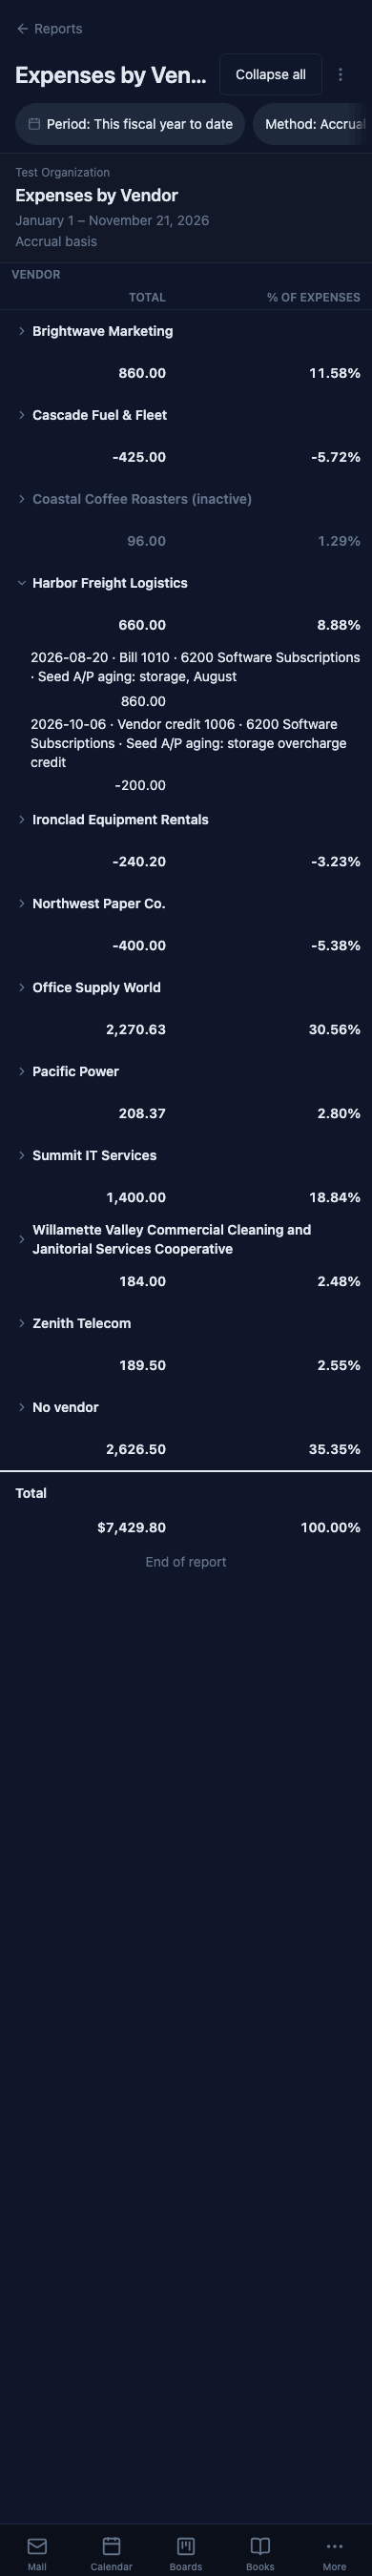 Reports
Expenses by Ven...
Collapse all
Period: This fiscal year to date
Method: Accrual
Test Organization
Expenses by Vendor
January 1 – November 21, 2026
Accrual basis
VENDOR
TOTAL
% OF EXPENSES
Brightwave Marketing
860.00
11.58%
Cascade Fuel & Fleet
-425.00
-5.72%
Coastal Coffee Roasters (inactive)
96.00
1.29%
Harbor Freight Logistics
660.00
8.88%
2026-08-20 · Bill 1010 · 6200 Software Subscriptions
· Seed A/P aging: storage, August
860.00
2026-10-06 · Vendor credit 1006 · 6200 Software
Subscriptions · Seed A/P aging: storage overcharge
credit
-200.00
Ironclad Equipment Rentals
-240.20
-3.23%
Northwest Paper Co.
-400.00
-5.38%
Office Supply World
2,270.63
30.56%
Pacific Power
208.37
2.80%
Summit IT Services
1,400.00
18.84%
Willamette Valley Commercial Cleaning and
Janitorial Services Cooperative
184.00
2.48%
Zenith Telecom
189.50
2.55%
No vendor
2,626.50
35.35%
Total
$7,429.80
100.00%
End of report
Mail
Calendar
Boards
Books
More